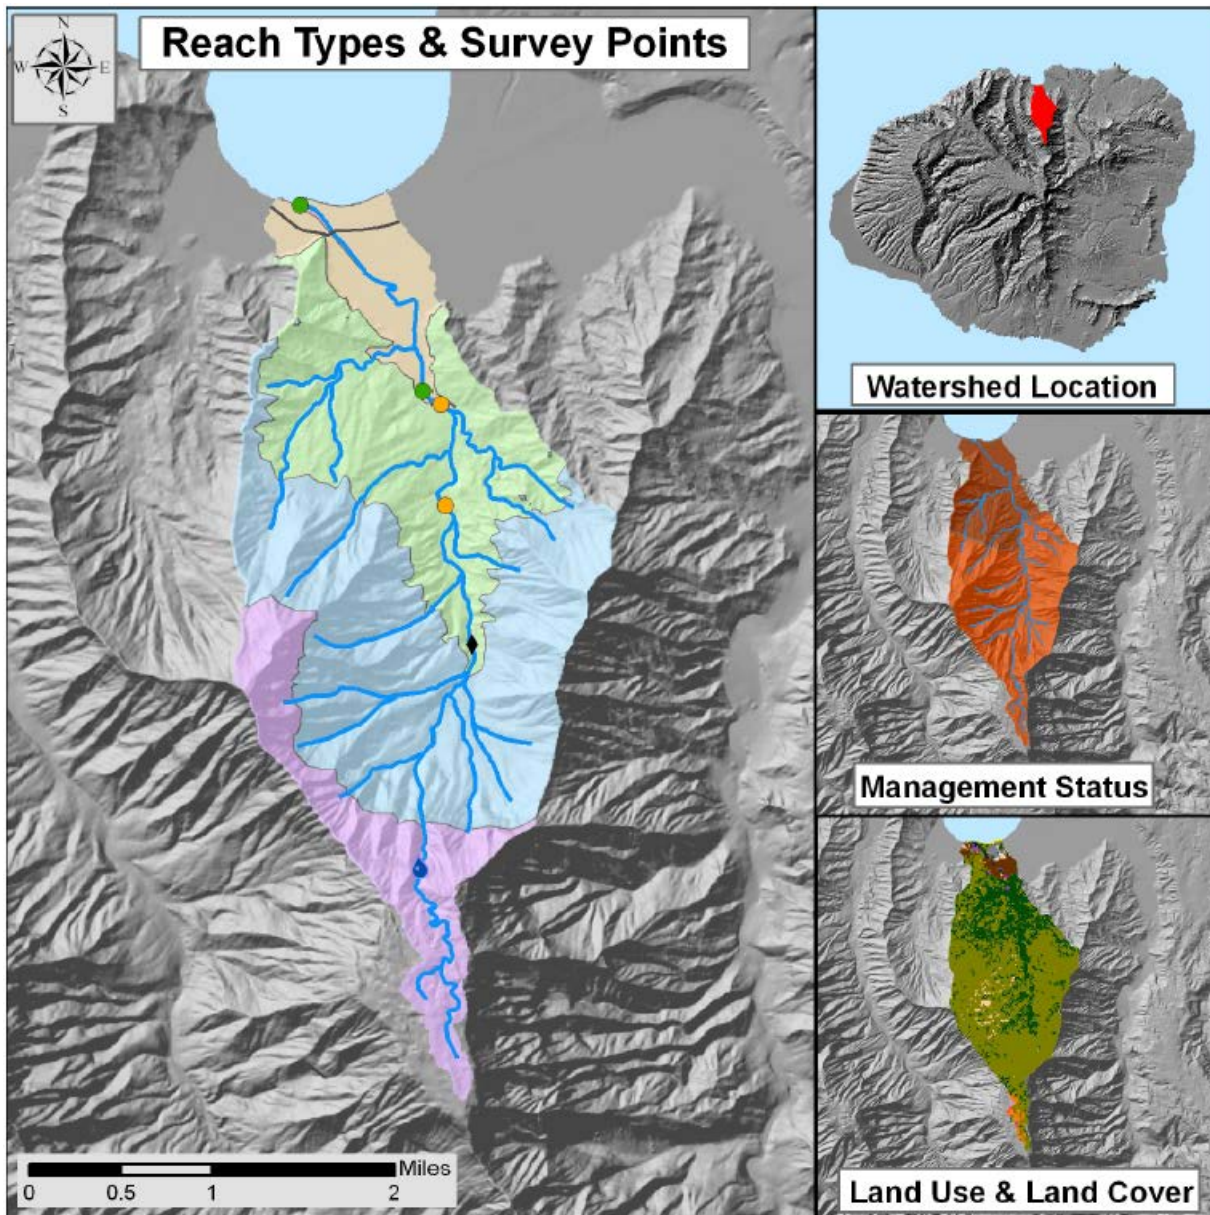 N
W E
S
Reach Types & Survey Points
Watershed Location
Management Status
Land Use & Land Cover
Miles
0 0.5 1 2